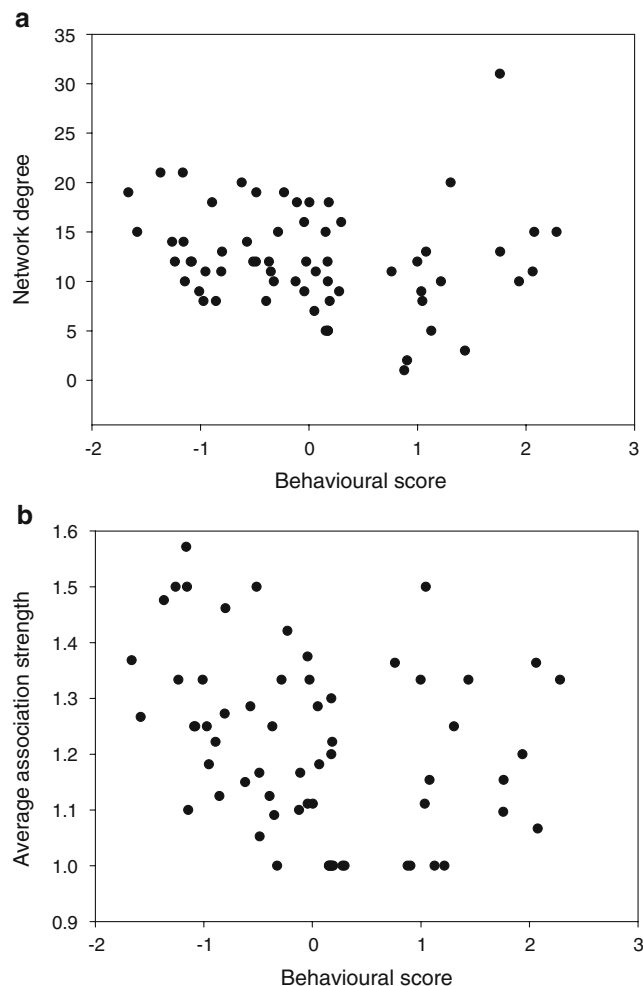 a
35
30
25
20
15
10
5
0
Network degree
-2 -1 0 1 2 3
Behavioural score
b
1.6
1.5
1.4
1.3
1.2
1.1
1.0
0.9
Average association strength
-2 -1 0 1 2 3
Behavioural score